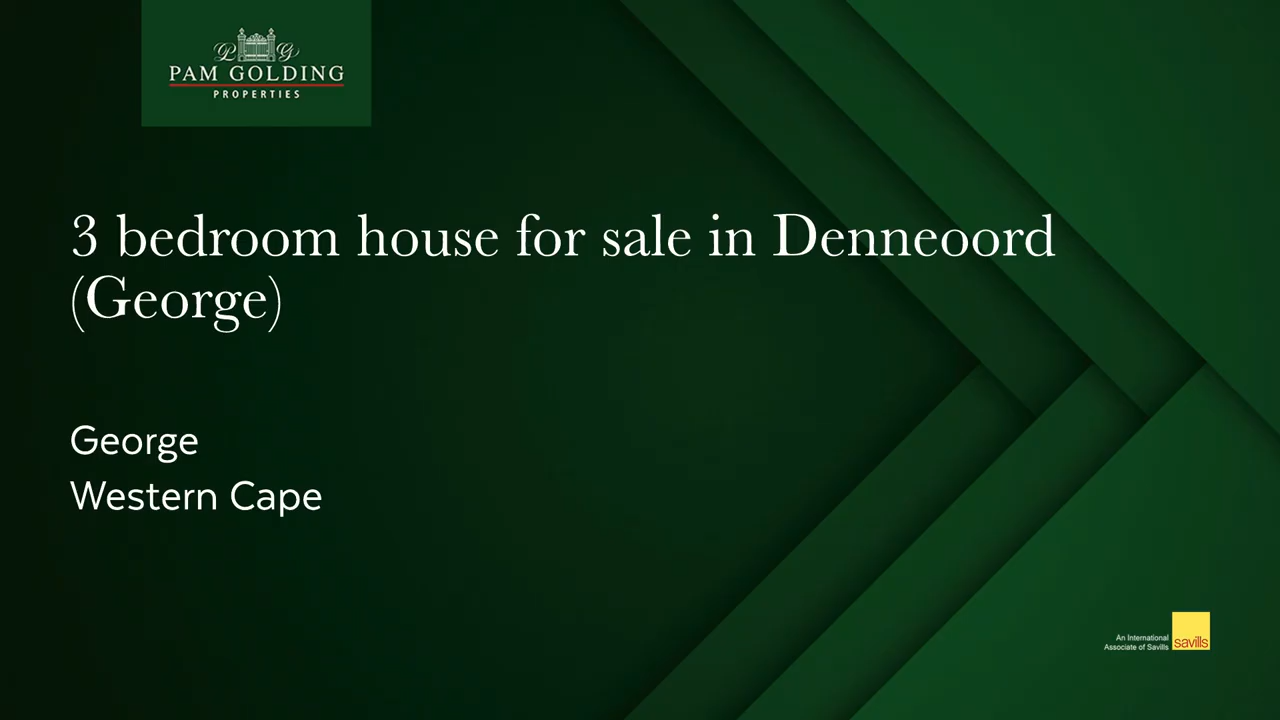 PG
PAM GOLDING
PROPERTIES
3 bedroom house for sale in Denneoord
(George)
George
Western Cape
An International
Associate of Savills
savills